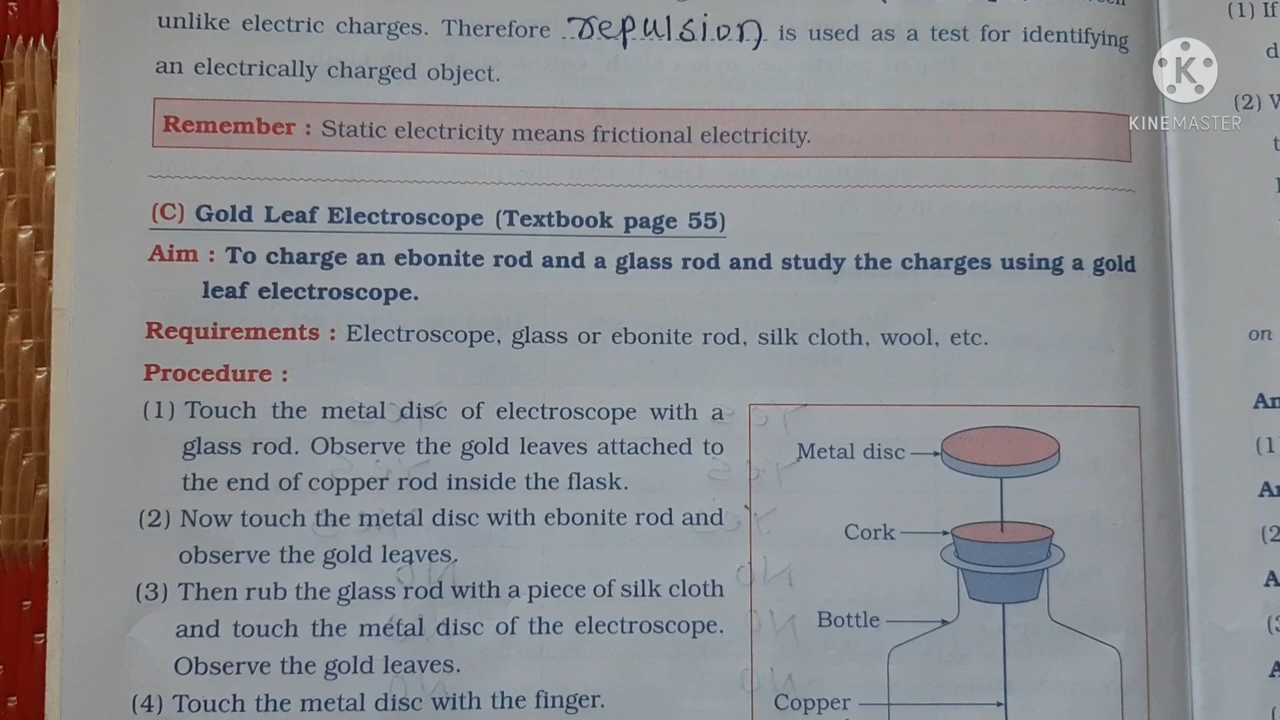 unlike electric charges. Therefore repulsion is used as a test for identifying
an electrically charged object.
Remember : Static electricity means frictional electricity.
(C) Gold Leaf Electroscope (Textbook page 55)
Aim : To charge an ebonite rod and a glass rod and study the charges using a gold
leaf electroscope.
Requirements : Electroscope, glass or ebonite rod, silk cloth, wool, etc.
Procedure :
(1) Touch the metal disc of electroscope with a
glass rod. Observe the gold leaves attached to
the end of copper rod inside the flask.
(2) Now touch the metal disc with ebonite rod and
observe the gold leaves.
(3) Then rub the glass rod with a piece of silk cloth
and touch the metal disc of the electroscope.
Observe the gold leaves.
(4) Touch the metal disc with the finger.
Metal disc
Cork
Bottle
Copper
(1) If
(2)
on
K
KINEMASTER